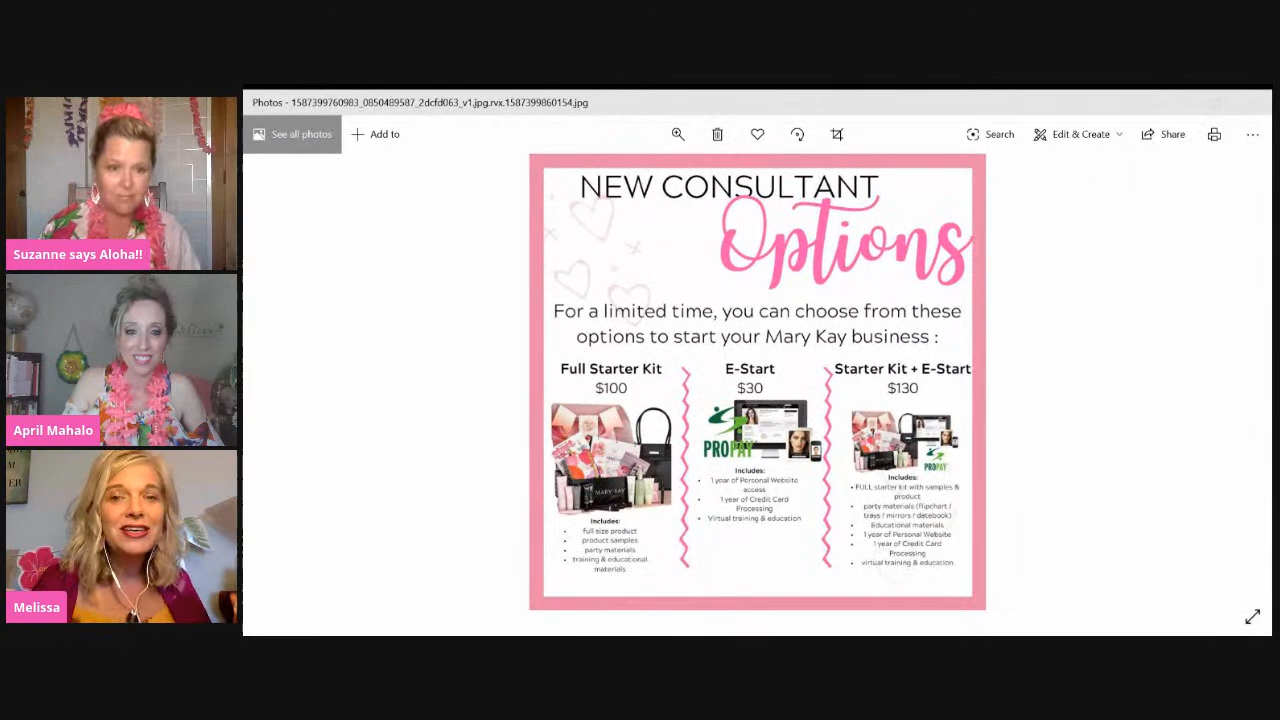 Photos - 1587399760983_0850489587_2dcfd063_v1.jpg.rvx.1587399860154.jpg
See all photos
Add to
Search
Edit & Create
Share
Suzanne says Aloha!!
April Mahalo
Melissa
NEW CONSULTANT
Options
For a limited time, you can choose from these
options to start your Mary Kay business :
Full Starter Kit
$100
MARY KAY
Includes:
• full size product
• product samples
• party materials
• training & educational
materials
E-Start
$30
PROPAY
Includes:
• 1 year of Personal Website
access
• 1 year of Credit Card
Processing
• Virtual training & education
Starter Kit + E-Start
$130
PROPAY
Includes:
• FULL starter kit with samples &
product
• party materials (flipchart /
trays / mirrors / datebook)
• Educational materials
• 1 year of Personal Website
• 1 year of Credit Card
Processing
• virtual training & education